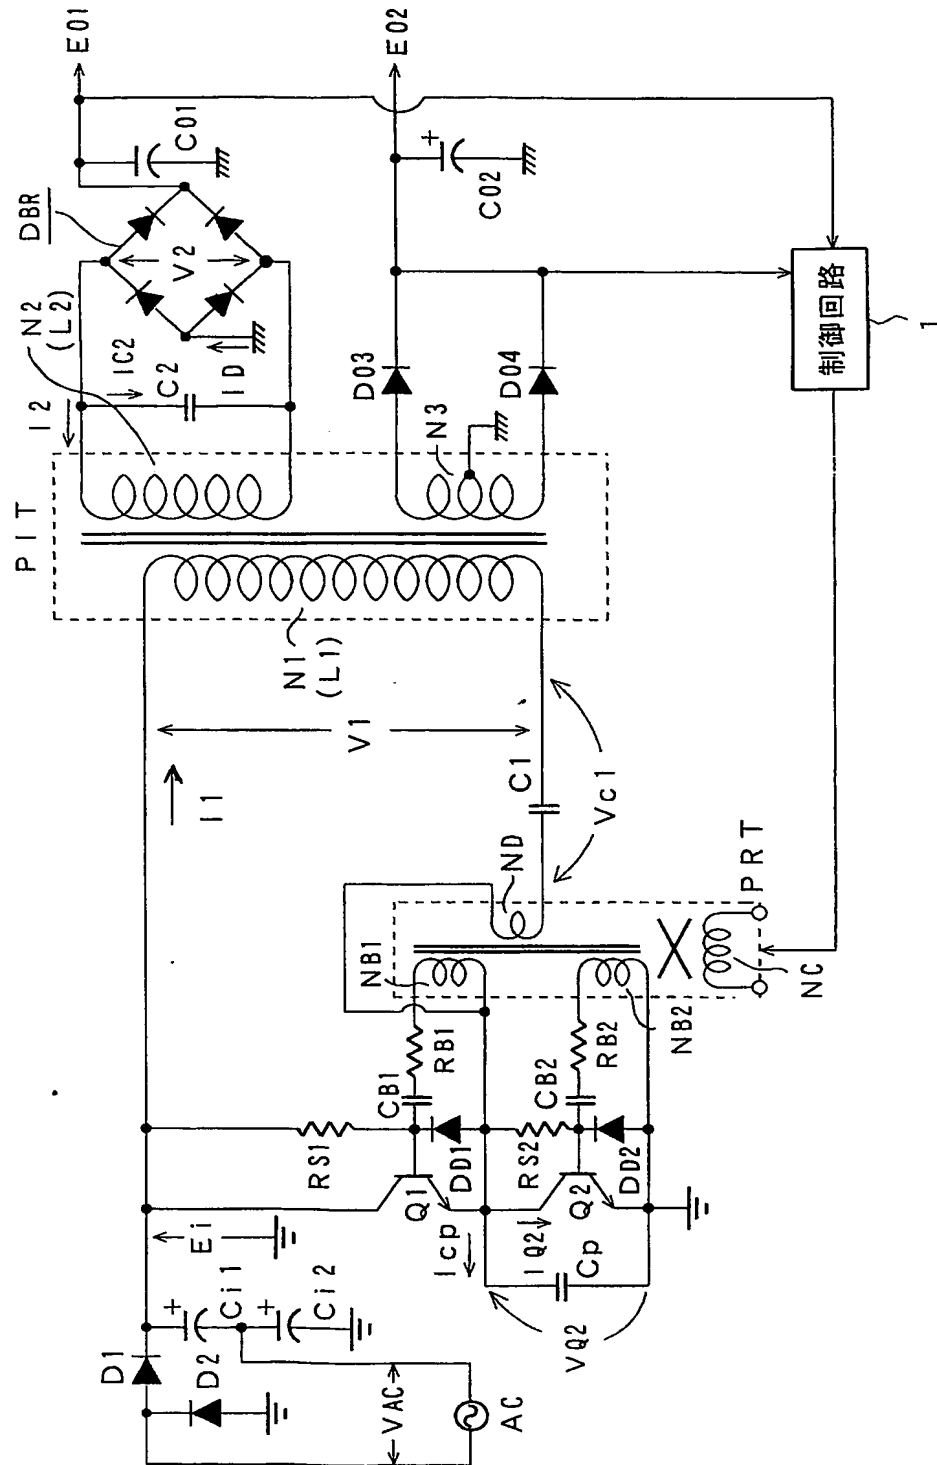 D1
D2
VAC
AC
Ci1
Ci2
+
+
Ei
RS1
Q1
CB1
RB1
DD1
RS2
Q2
CB2
RB2
DD2
Icp
IQ2
Cp
VQ2
NB1
ND
NB2
NC
PRT
I1
V1
C1
Vc1
N1
(L1)
PIT
I2
N2
(L2)
IC2
C2
ID
DBR
V2
C01
E01
N3
D03
D04
+
C02
E02
制御回路
1